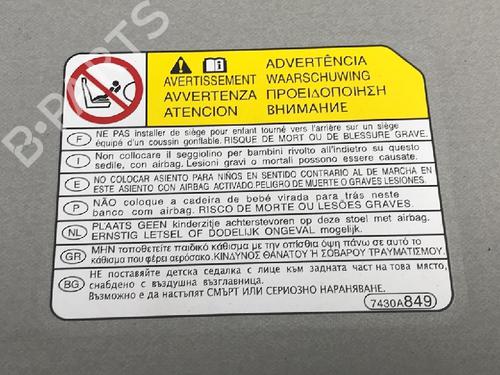 B-PARTS
AVERTISSEMENT
AVVERTENZA
ATENCION
ADVERTÊNCIA
WAARSCHUWING
ΠΡΟΕΙΔΟΠΟΙΗΣΗ
ВНИМАНИЕ
F NE PAS installer de siège pour enfant tourné vers l'arrière sur un siège
équipé d'un coussin gonflable. RISQUE DE MORT OU DE BLESSURE GRAVE.
I Non collocare il seggiolino per bambini rivolto all'indietro su questo
sedile, con airbag. Lesioni gravi o mortali possono essere causate.
E NO COLOCAR ASIENTO PARA NIÑOS EN SENTIDO CONTRARIO AL DE MARCHA EN
ESTE ASIENTO CON AIRBAG ACTIVADO.PELIGRO DE MUERTE O GRAVES LESIONES.
P NÃO coloque a cadeira de bebé virada para trás neste
banco com airbag. RISCO DE MORTE OU LESÕES GRAVES.
NL PLAATS GEEN kinderzitje achterstevoren op deze stoel met airbag.
ERNSTIG LETSEL OF DODELIJK ONGEVAL MOGELIJK.
GR ΜΗΝ τοποθετείτε παιδικό κάθισμα με την οπίσθια όψη πάνω σε αυτό το
κάθισμα που φέρει αερόσακο. ΚΙΝΔΥΝΟΣ ΘΑΝΑΤΟΥ Ή ΣΟΒΑΡΟΥ ΤΡΑΥΜΑΤΙΣΜΟΥ.
BG Не поставяйте детска седалка с лице към задната част на това място,
снабдено с въздушна възглавница.
Възможно е да настъпят СМЪРТ ИЛИ СЕРИОЗНО НАРАНЯВАНЕ.
7430A849